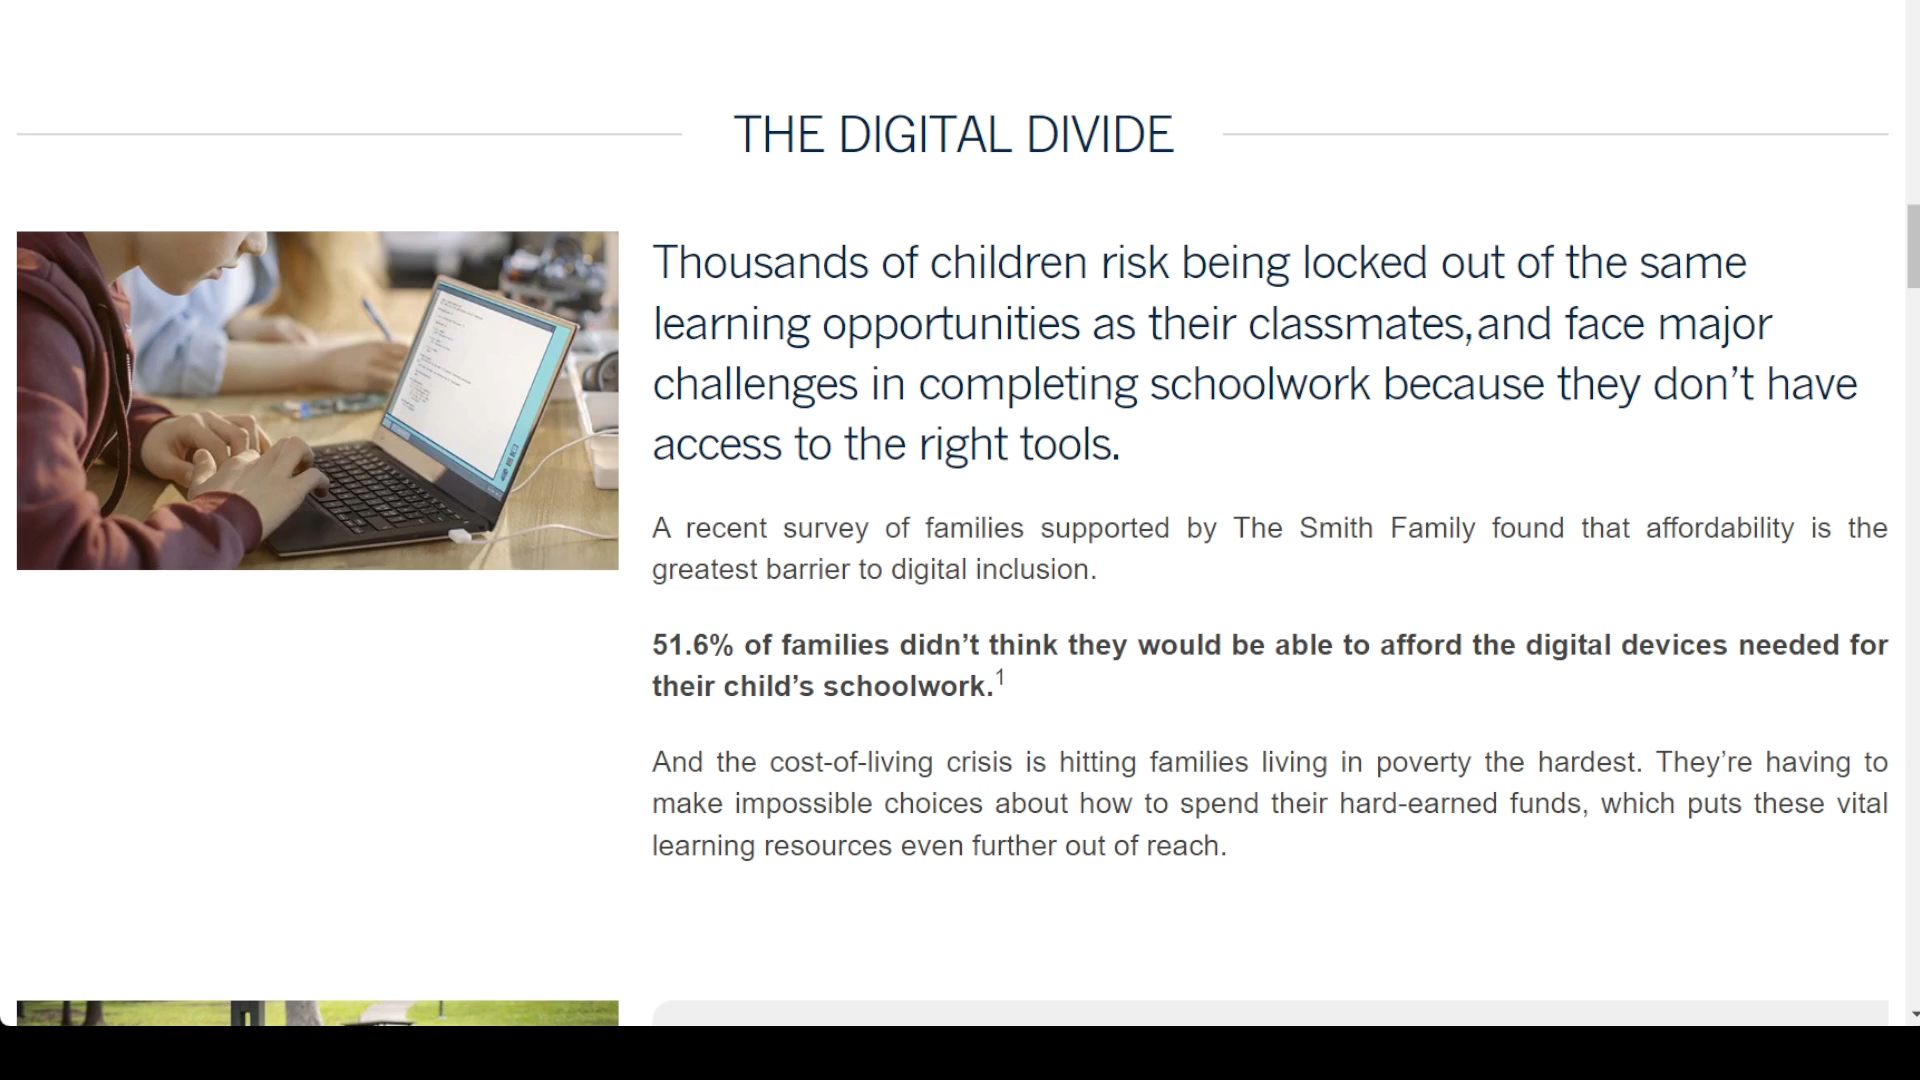 THE DIGITAL DIVIDE
Thousands of children risk being locked out of the same
learning opportunities as their classmates,and face major
challenges in completing schoolwork because they don’t have
access to the right tools.
A recent survey of families supported by The Smith Family found that affordability is the
greatest barrier to digital inclusion.
51.6% of families didn’t think they would be able to afford the digital devices needed for
their child’s schoolwork.1
And the cost-of-living crisis is hitting families living in poverty the hardest. They’re having to
make impossible choices about how to spend their hard-earned funds, which puts these vital
learning resources even further out of reach.